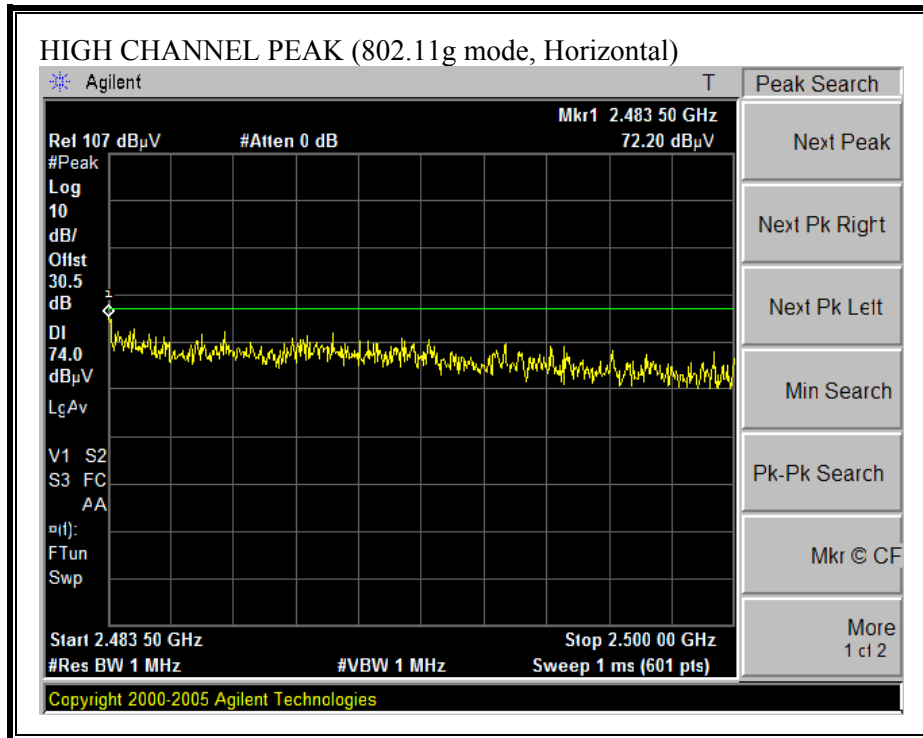 HIGH CHANNEL PEAK (802.11g mode, Horizontal)
Agilent T
Peak Search
Mkr1 2.483 50 GHz
Ref 107 dBµV #Atten 0 dB 72.20 dBµV
#Peak
Log
10
dB/
Offst
30.5
dB
1
DI
74.0
dBµV
LgAv
V1 S2
S3 FC
AA
¤(f):
FTun
Swp
Start 2.483 50 GHz Stop 2.500 00 GHz
#Res BW 1 MHz #VBW 1 MHz Sweep 1 ms (601 pts)
Copyright 2000-2005 Agilent Technologies
Next Peak
Next Pk Right
Next Pk Left
Min Search
Pk-Pk Search
Mkr © CF
More
1 of 2